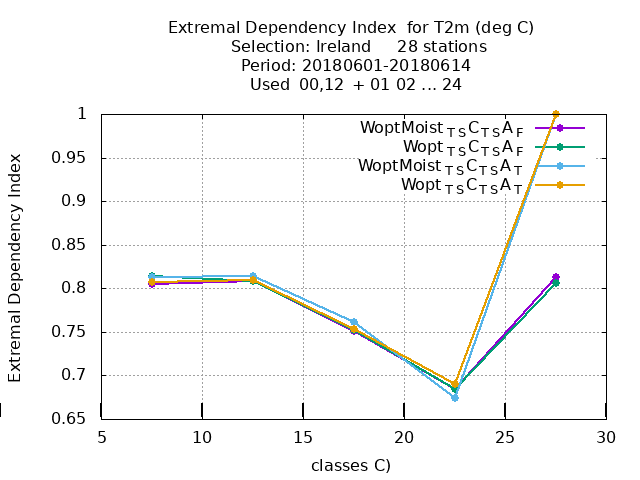 Extremal Dependency Index  for T2m (deg C)
Selection: Ireland     28 stations
Period: 20180601-20180614
Used  00,12  + 01 02 ... 24
Extremal Dependency Index
1
0.95
0.9
0.85
0.8
0.75
0.7
0.65
WoptMoist TS C TS A F
Wopt TS C TS A F
WoptMoist TS C TS A T
Wopt TS C TS A T
5 10 15 20 25 30
classes C)